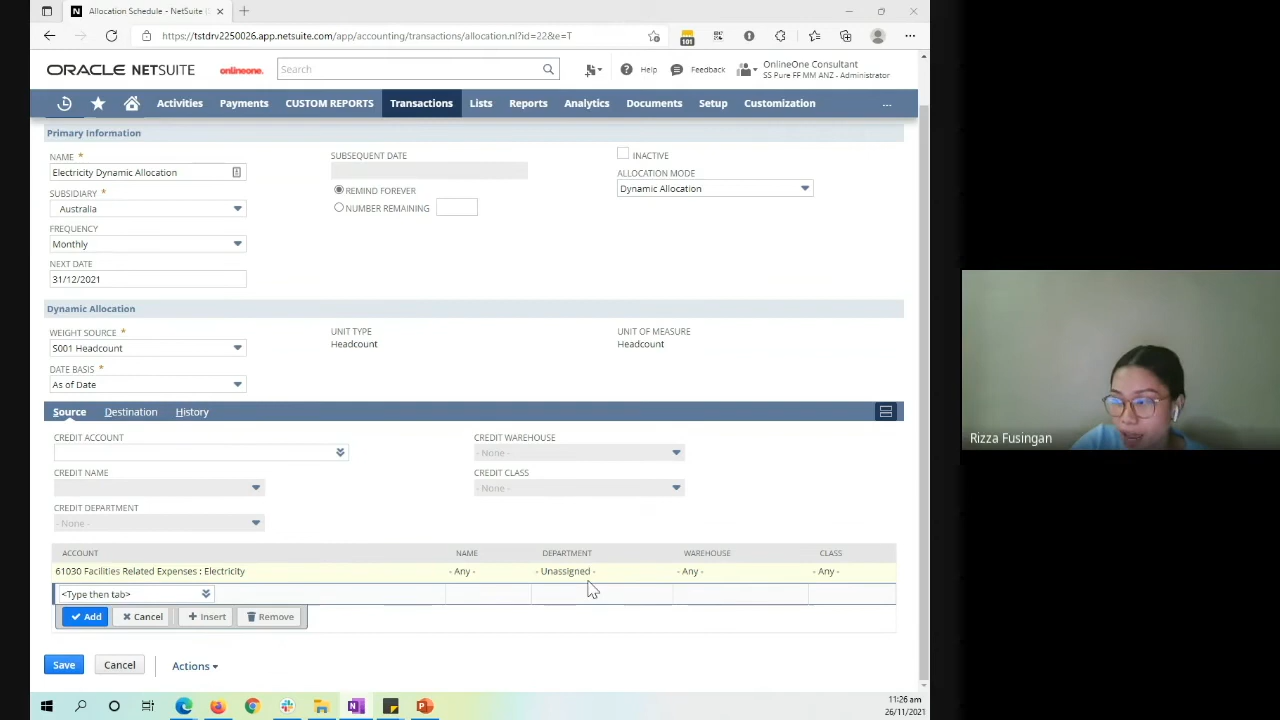 Allocation Schedule - NetSuite (
https://tstdrv2250026.app.netsuite.com/app/accounting/transactions/allocation.nl?id=22&e=T
101
ORACLE NETSUITE
onlineone.
Search
Help
Feedback
OnlineOne Consultant
SS Pure FF MM ANZ - Administrator
Activities Payments CUSTOM REPORTS Transactions Lists Reports Analytics Documents Setup Customization ...
Primary Information
NAME *
Electricity Dynamic Allocation
SUBSIDIARY *
Australia
FREQUENCY
Monthly
NEXT DATE
31/12/2021
SUBSEQUENT DATE
REMIND FOREVER
NUMBER REMAINING
INACTIVE
ALLOCATION MODE
Dynamic Allocation
Dynamic Allocation
WEIGHT SOURCE *
S001 Headcount
DATE BASIS *
As of Date
UNIT TYPE
Headcount
UNIT OF MEASURE
Headcount
Source Destination History
CREDIT ACCOUNT
CREDIT NAME
CREDIT DEPARTMENT
- None -
CREDIT WAREHOUSE
- None -
CREDIT CLASS
- None -
ACCOUNT NAME DEPARTMENT WAREHOUSE CLASS
61030 Facilities Related Expenses : Electricity - Any - - Unassigned - - Any - - Any -
<Type then tab>
Add Cancel Insert Remove
Save Cancel Actions
11:26 am
26/11/2021
Rizza Fusingan